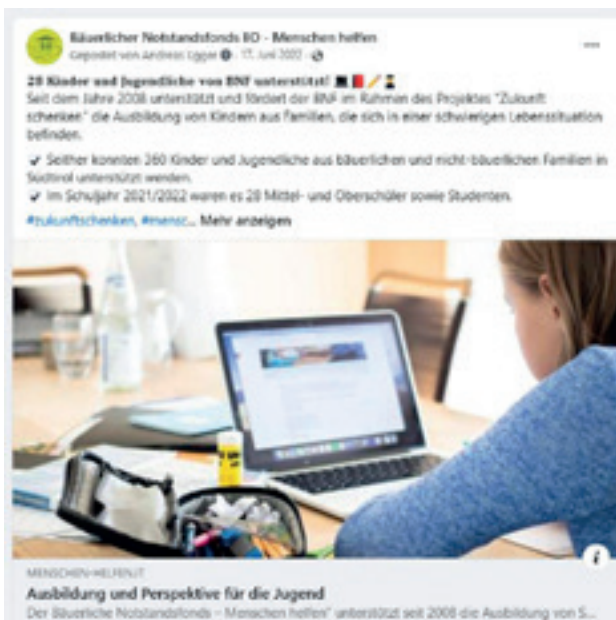 Bäuerlicher Notstandsfonds EO - Menschen helfen
Gepostet von Andreas Egger · 17. Juni 2022 ·
28 Kinder und Jugendliche von BNF unterstützt!
Seit dem Jahre 2008 unterstützt und fördert der BNF im Rahmen des Projektes "Zukunft
schenken" die Ausbildung von Kindern aus Familien, die sich in einer schwierigen Lebenssituation
befinden.
✔ Seither konnten 260 Kinder und Jugendliche aus bäuerlichen und nicht-bäuerlichen Familien in
Südtirol unterstützt werden.
✔ Im Schuljahr 2021/2022 waren es 28 Mittel- und Oberschüler sowie Studenten.
#zukunftschenken, #mensc... Mehr anzeigen
MENSCHEN-HELFEN.IT
Ausbildung und Perspektive für die Jugend
Der Bäuerliche Notstandsfonds – Menschen helfen" unterstützt seit 2008 die Ausbildung von S...